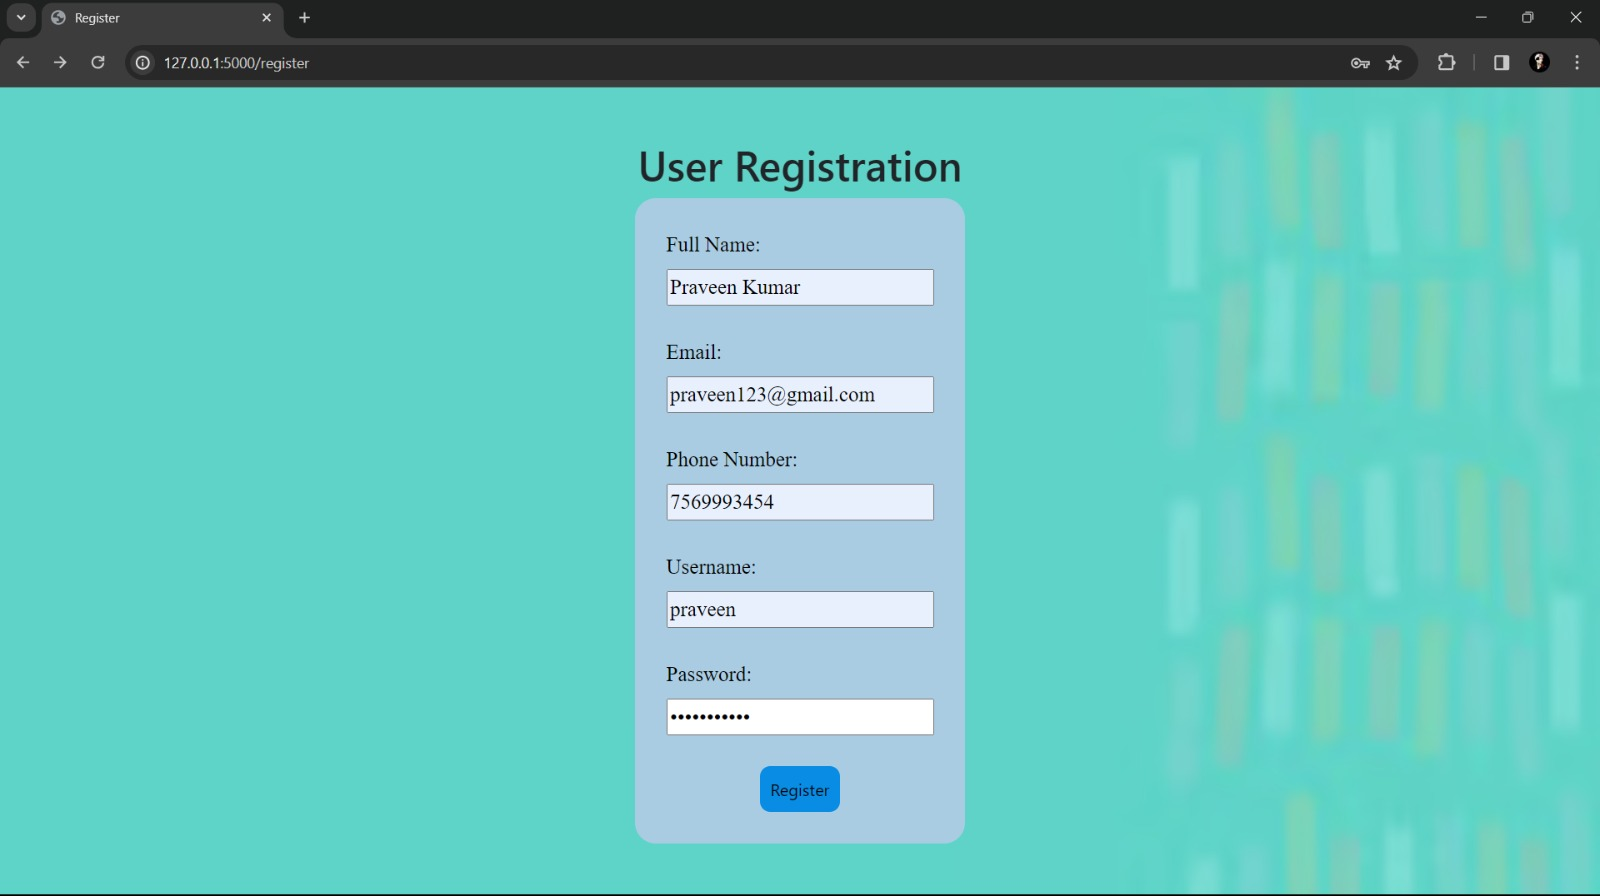 Register
127.0.0.1:5000/register
User Registration
Full Name:
Praveen Kumar
Email:
praveen123@gmail.com
Phone Number:
7569993454
Username:
praveen
Password:
•••••••••••
Register